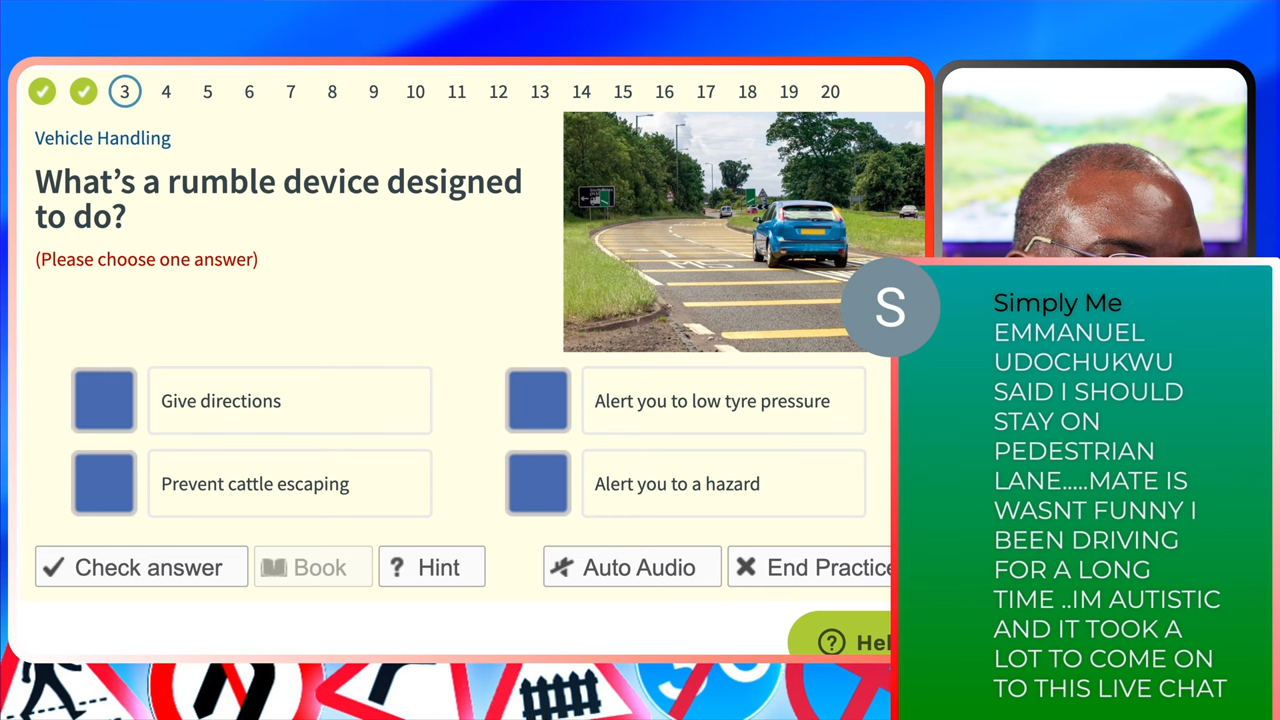 3 4 5 6 7 8 9 10 11 12 13 14 15 16 17 18 19 20
Vehicle Handling
What's a rumble device designed
to do?
(Please choose one answer)
Give directions
Alert you to low tyre pressure
Prevent cattle escaping
Alert you to a hazard
Check answer
Book
? Hint
Auto Audio
End Practice
? Hel
S
Simply Me
EMMANUEL
UDOCHUKWU
SAID I SHOULD
STAY ON
PEDESTRIAN
LANE.....MATE IS
WASNT FUNNY I
BEEN DRIVING
FOR A LONG
TIME ..IM AUTISTIC
AND IT TOOK A
LOT TO COME ON
TO THIS LIVE CHAT